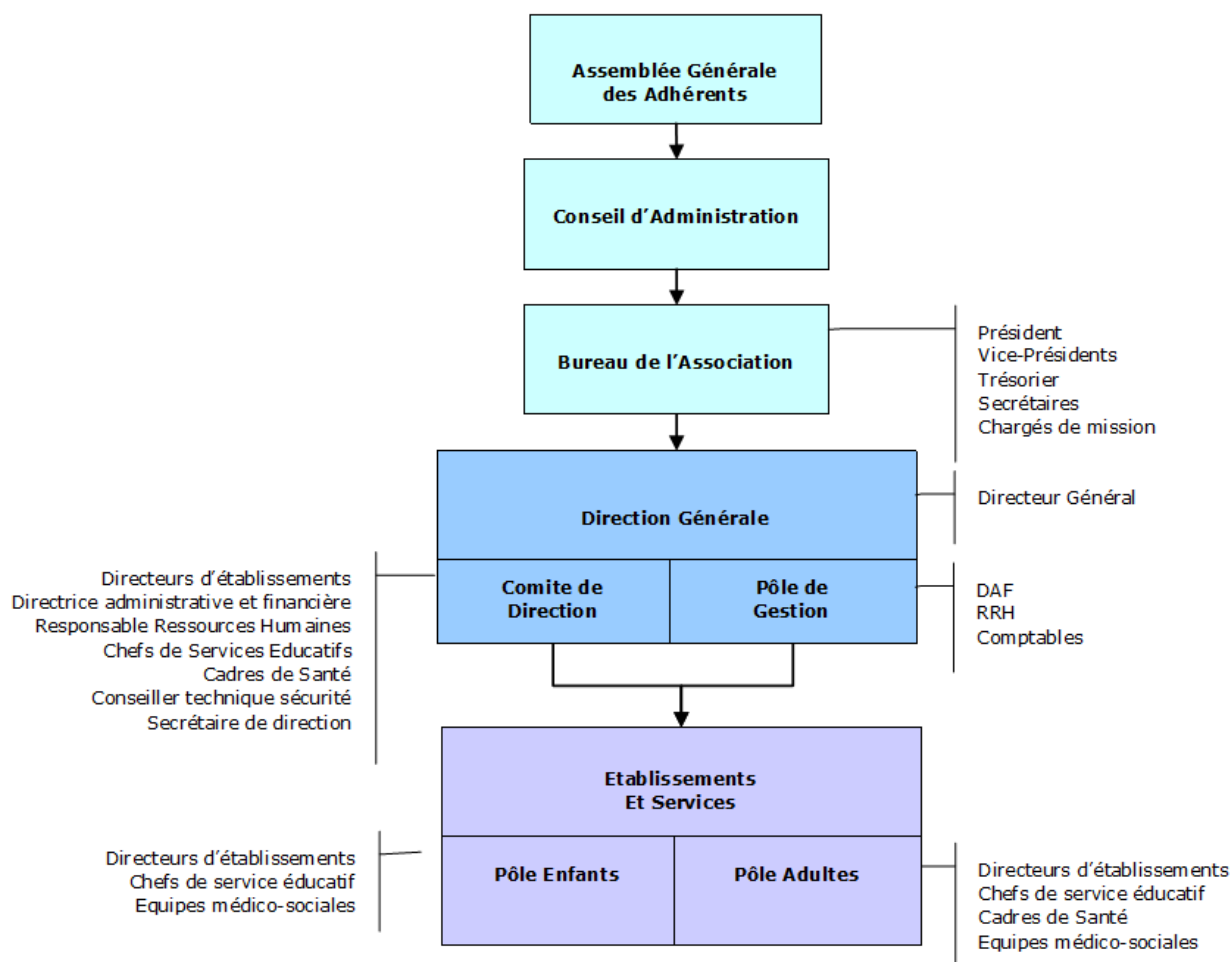 Assemblée Générale
des Adhérents
Conseil d’Administration
Bureau de l’Association
Président
Vice-Présidents
Trésorier
Secrétaires
Chargés de mission
Direction Générale
Directeur Général
Directeurs d’établissements
Directrice administrative et financière
Responsable Ressources Humaines
Chefs de Services Educatifs
Cadres de Santé
Conseiller technique sécurité
Secrétaire de direction
Comite de
Direction
Pôle de
Gestion
DAF
RRH
Comptables
Etablissements
Et Services
Directeurs d’établissements
Chefs de service éducatif
Equipes médico-sociales
Pôle Enfants
Pôle Adultes
Directeurs d’établissements
Chefs de service éducatif
Cadres de Santé
Equipes médico-sociales